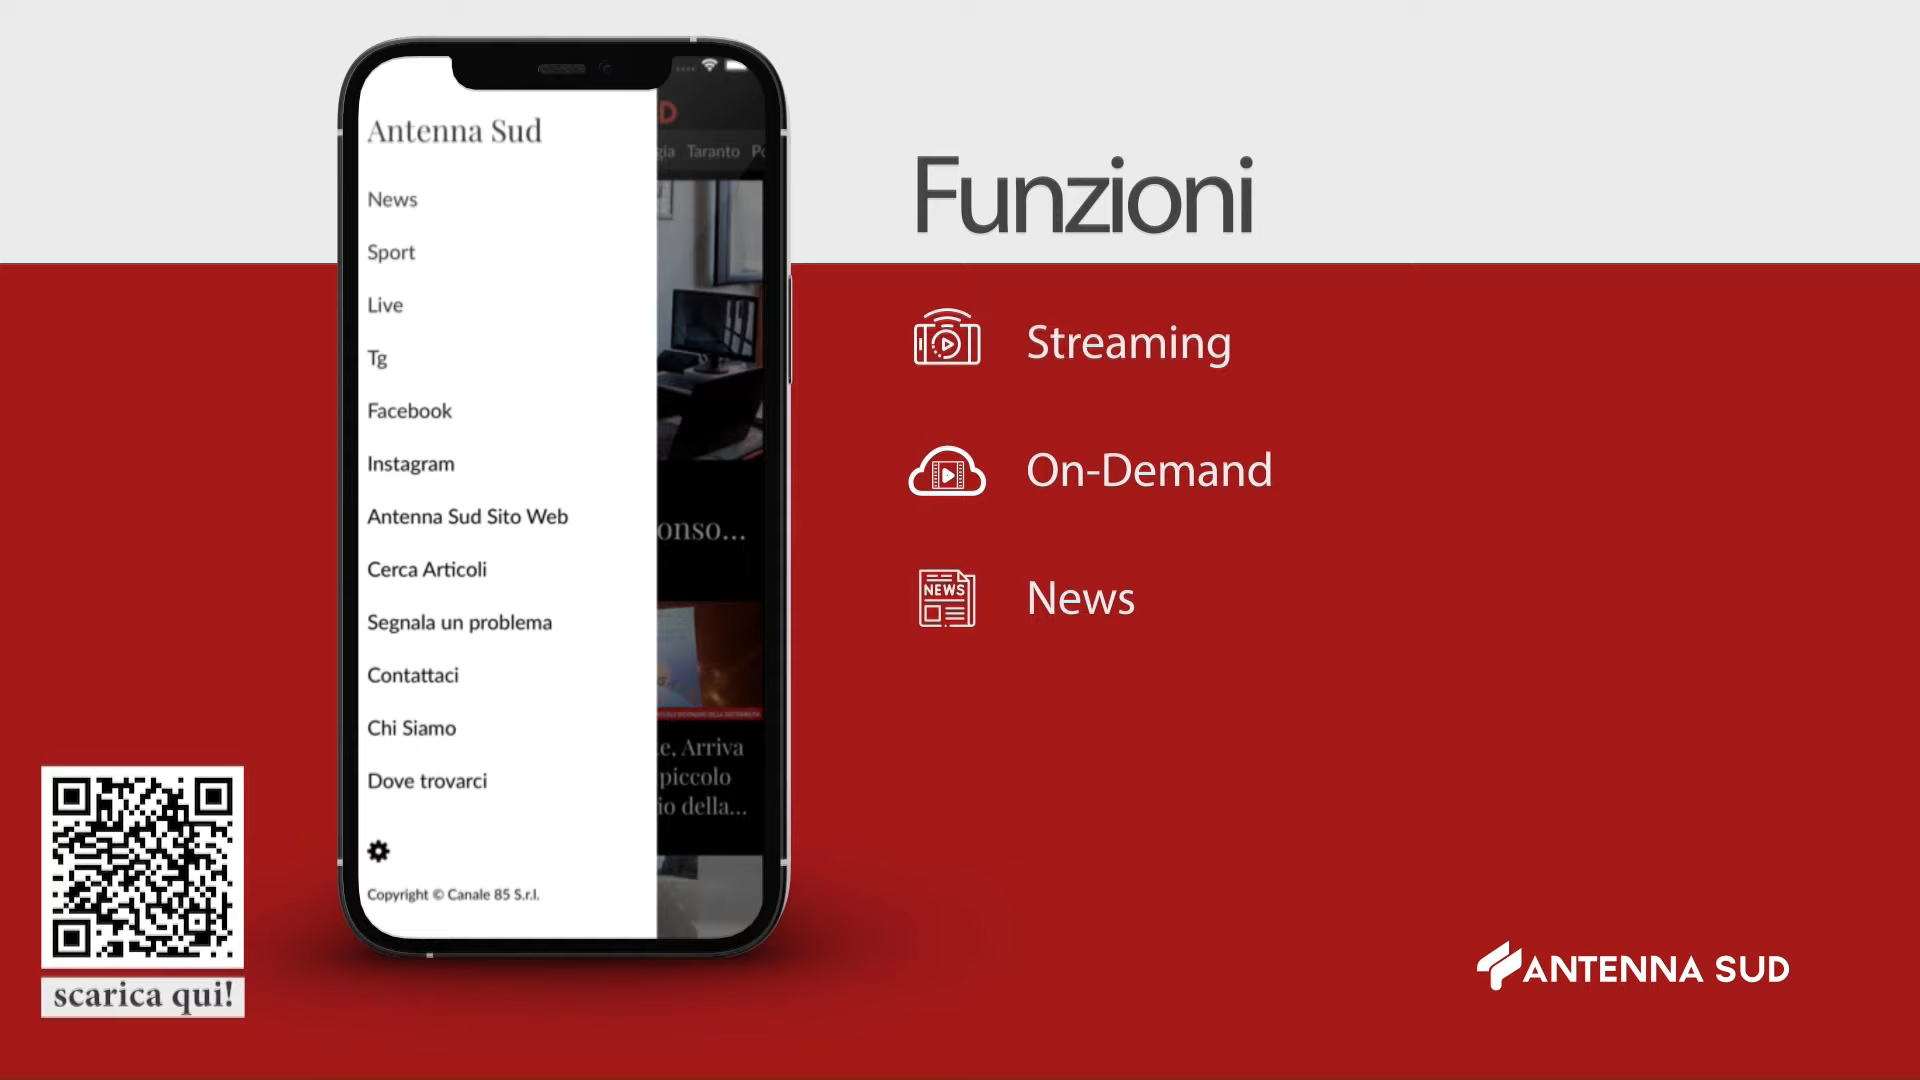 Antenna Sud
News
Sport
Live
Tg
Facebook
Instagram
Antenna Sud Sito Web
Cerca Articoli
Segnala un problema
Contattaci
Chi Siamo
Dove trovarci
Copyright © Canale 85 S.r.l.
D
gia Taranto Po
onso...
e, Arriva
piccolo
io della...
Funzioni
Streaming
On-Demand
NEWS
News
scarica qui!
ANTENNA SUD